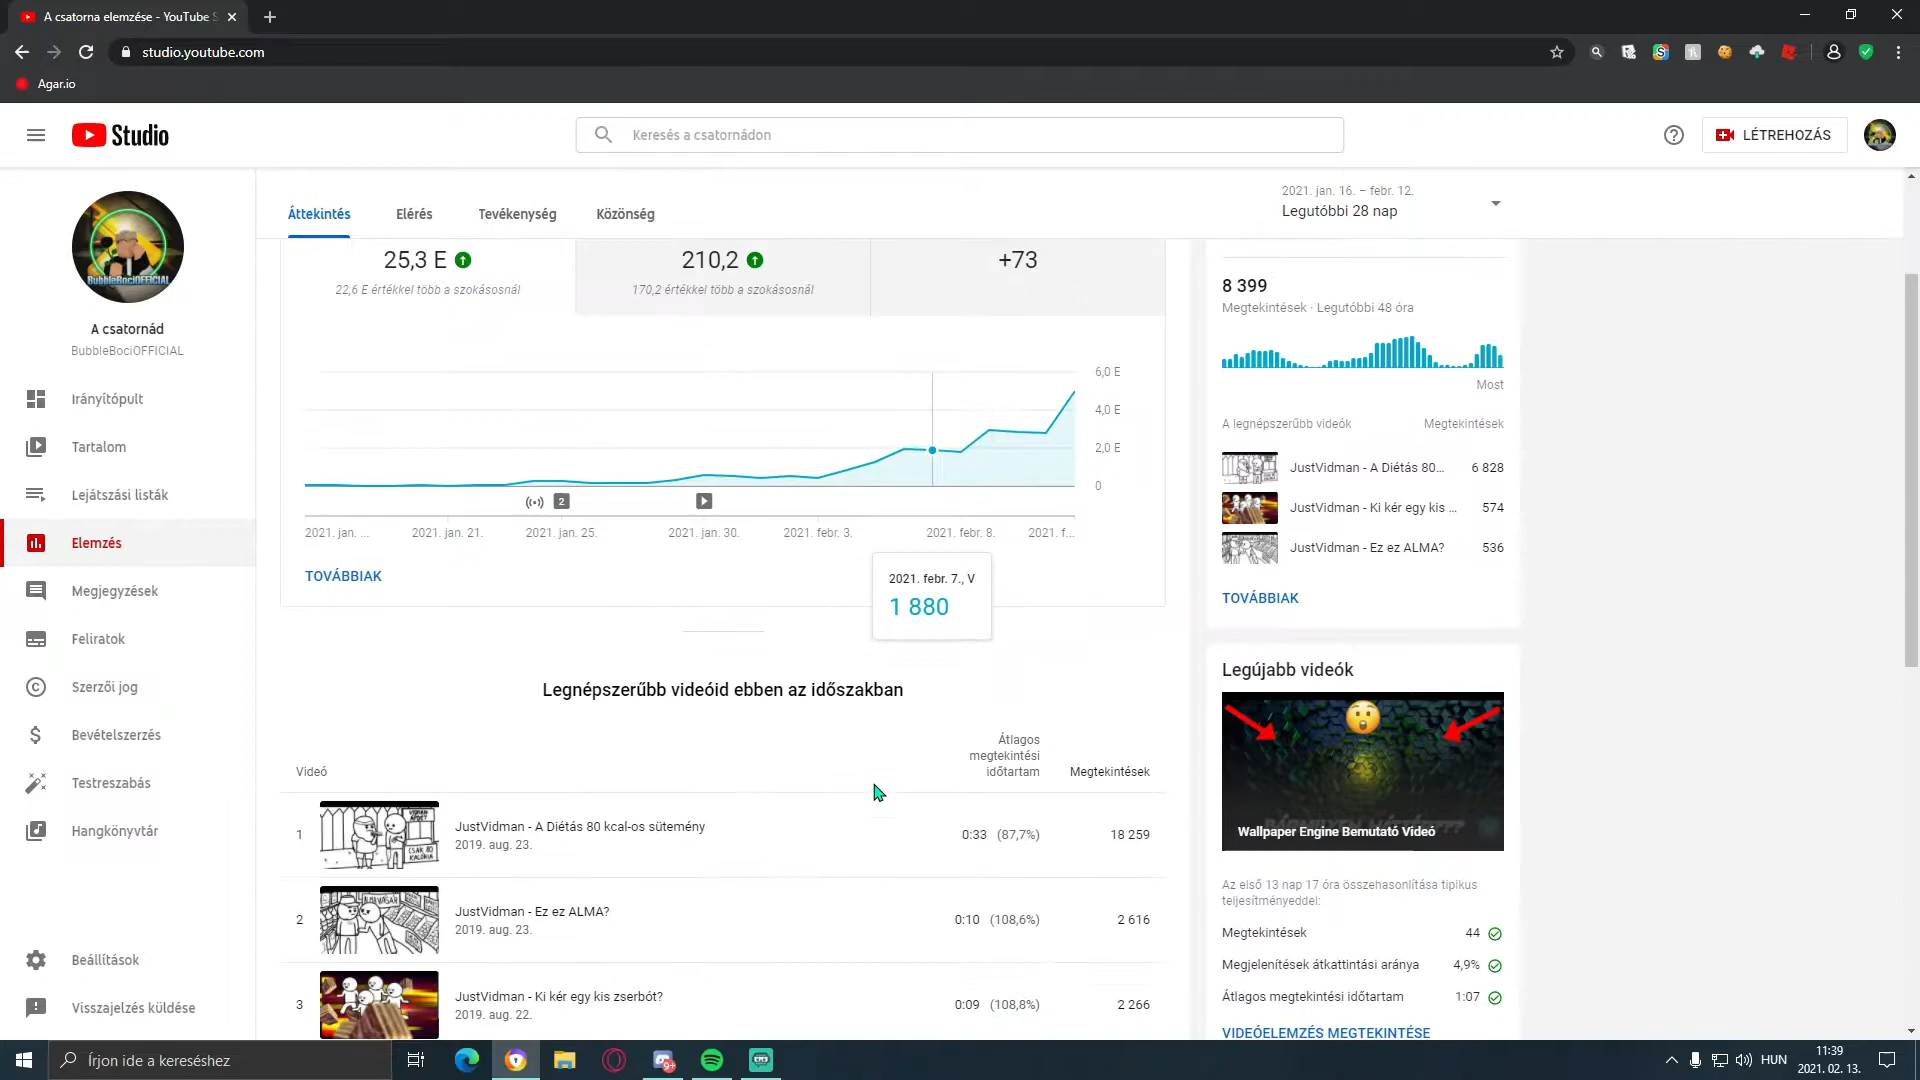 A csatorna elemzése - YouTube S
studio.youtube.com
Agar.io
Studio
Keresés a csatornádon
LÉTREHOZÁS
BubbleBociOFFICIAL
A csatornád
BubbleBociOFFICIAL
Irányítópult
Tartalom
Lejátszási listák
Elemzés
Megjegyzések
Feliratok
Szerzői jog
Bevételszerzés
Testreszabás
Hangkönyvtár
Beállítások
Visszajelzés küldése
Áttekintés Elérés Tevékenység Közönség
2021. jan. 16. – febr. 12.
Legutóbbi 28 nap
25,3 E 210,2 +73
22,6 E értékkel több a szokásosnál 170,2 értékkel több a szokásosnál
6,0 E
4,0 E
2,0 E
0
2
2021. jan. ... 2021. jan. 21. 2021. jan. 25. 2021. jan. 30. 2021. febr. 3. 2021. febr. 8. 2021. f...
TOVÁBBIAK
2021. febr. 7., V
1 880
Legnépszerűbb videóid ebben az időszakban
Videó
Átlagos
megtekintési
időtartam
Megtekintések
1 JustVidman - A Diétás 80 kcal-os sütemény 0:33 (87,7%) 18 259
2019. aug. 23.
CSAK 80
KALÓRIA
2 JustVidman - Ez ez ALMA? 0:10 (108,6%) 2 616
2019. aug. 23.
3 JustVidman - Ki kér egy kis zserbót? 0:09 (108,8%) 2 266
2019. aug. 22.
8 399
Megtekintések · Legutóbbi 48 óra
Most
A legnépszerűbb videók Megtekintések
JustVidman - A Diétás 80... 6 828
JustVidman - Ki kér egy kis ... 574
JustVidman - Ez ez ALMA? 536
TOVÁBBIAK
Legújabb videók
Wallpaper Engine Bemutató Videó
Az első 13 nap 17 óra összehasonlítása tipikus
teljesítményeddel:
Megtekintések 44
Megjelenítések átkattintási aránya 4,9%
Átlagos megtekintési időtartam 1:07
VIDEÓELEMZÉS MEGTEKINTÉSE
Írjon ide a kereséshez
9+
HUN
11:39
2021. 02. 13.